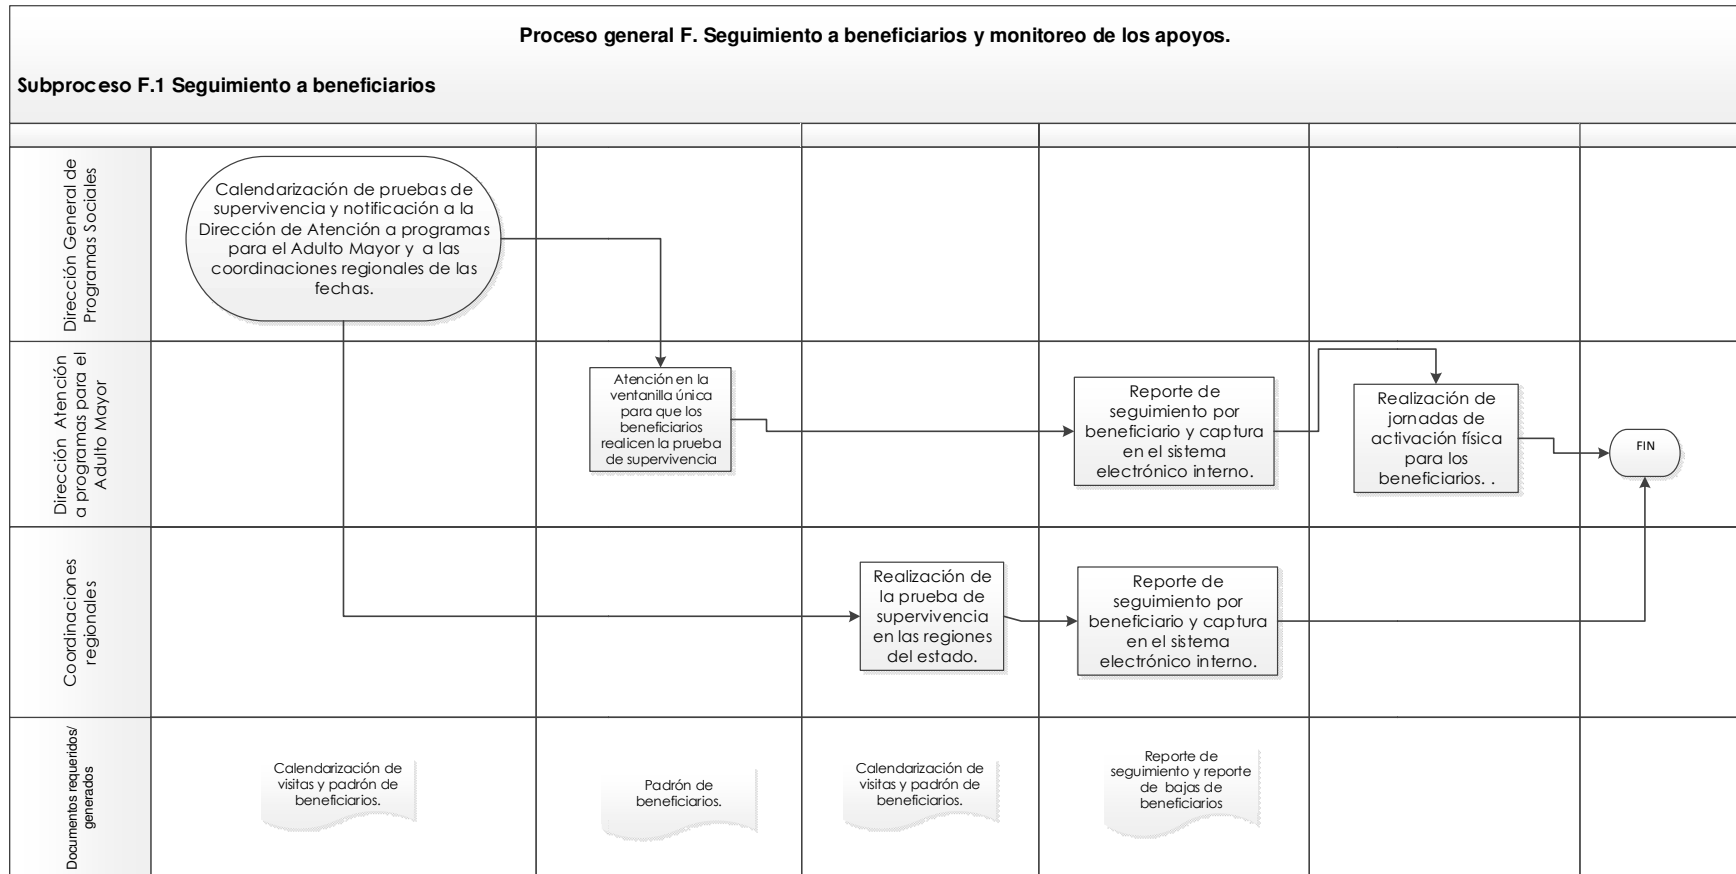 Proceso general F. Seguimiento a beneficiarios y monitoreo de los apoyos.
Subproceso F.1 Seguimiento a beneficiarios
Dirección General de
Programas Sociales
Calendarización de pruebas de
supervivencia y notificación a la
Dirección de Atención a programas
para el Adulto Mayor y a las
coordinaciones regionales de las
fechas.
Dirección Atención
a programas para el
Adulto Mayor
Atención en la
ventanilla única
para que los
beneficiarios
realicen la prueba
de supervivencia
Reporte de
seguimiento por
beneficiario y captura
en el sistema
electrónico interno.
Realización de
jornadas de
activación física
para los
beneficiarios. .
FIN
Coordinaciones
regionales
Realización de
la prueba de
supervivencia
en las regiones
del estado.
Reporte de
seguimiento por
beneficiario y captura
en el sistema
electrónico interno.
Documentos requeridos/
generados
Calendarización de
visitas y padrón de
beneficiarios.
Padrón de
beneficiarios.
Calendarización de
visitas y padrón de
beneficiarios.
Reporte de
seguimiento y reporte
de bajas de
beneficiarios